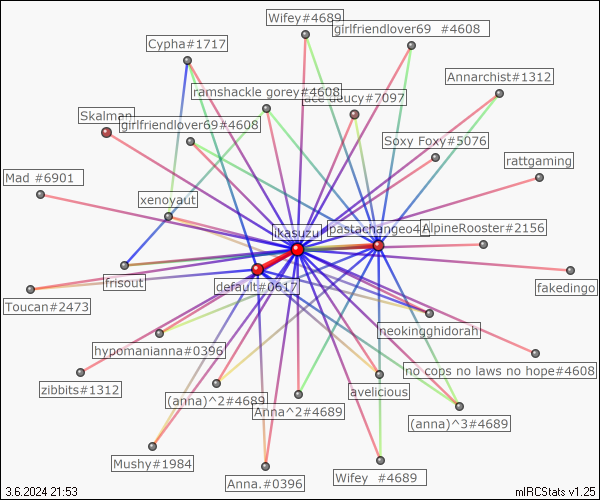 Wifey#4689
girlfriendlover69 #4608
Cypha#1717
Annarchist#1312
ramshackle gorey#4608
ace deucy#7097
Skalman
girlfriendlover69#4608
Soxy Foxy#5076
rattgaming
Mad #6901
xenoyaut
ikasuzu
AlpineRooster#2156
frisout
default#0617
fakedingo
Toucan#2473
neokingghidorah
hypomanianna#0396
no cops no laws no hope#4608
zibbits#1312
(anna)^2#4689
Anna^2#4689
avelicious
(anna)^3#4689
Mushy#1984
Anna.#0396
Wifey #4689
3.6.2024 21:53
mIRCStats v1.25